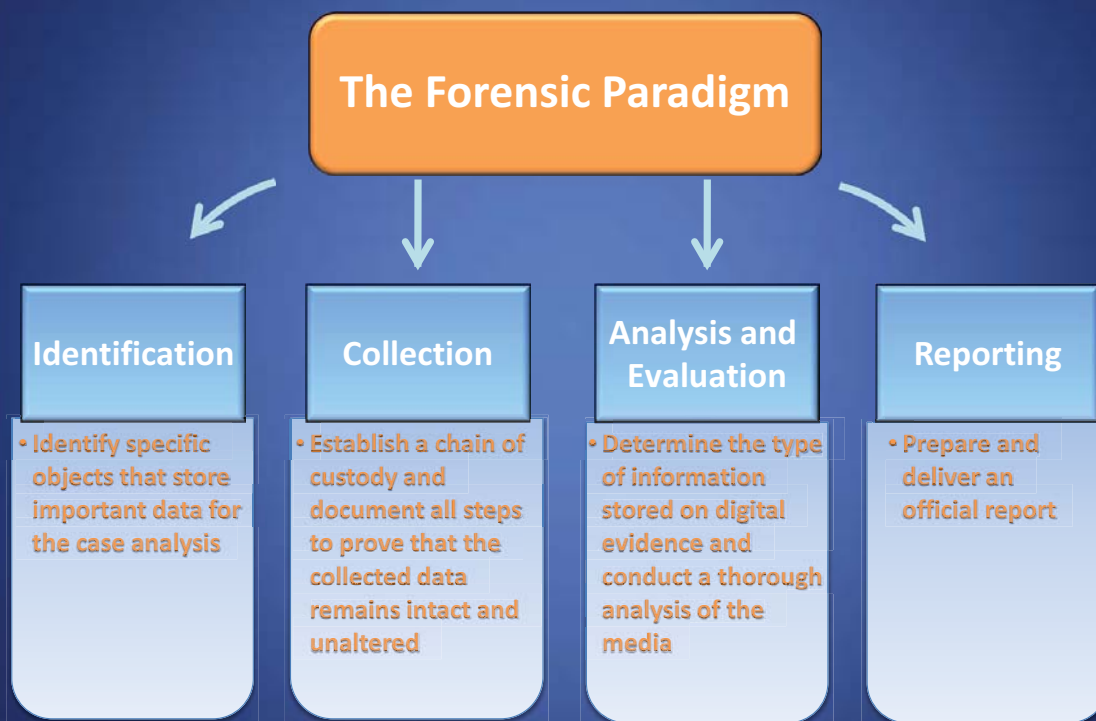 The Forensic Paradigm
Identification
• Identify specific
objects that store
important data for
the case analysis
Collection
• Establish a chain of
custody and
document all steps
to prove that the
collected data
remains intact and
unaltered
Analysis and
Evaluation
• Determine the type
of information
stored on digital
evidence and
conduct a thorough
analysis of the
media
Reporting
• Prepare and
deliver an
official report